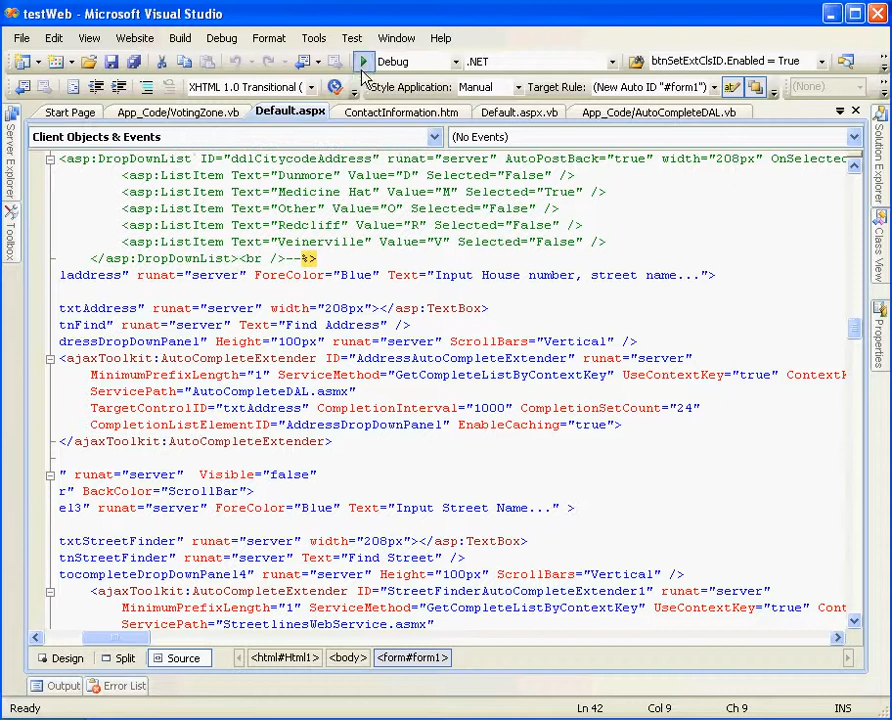 testWeb - Microsoft Visual Studio
File Edit View Website Build Debug Format Tools Test Window Help
Debug .NET btnSetExtClsID.Enabled = True
XHTML 1.0 Transitional ( Style Application: Manual Target Rule: (New Auto ID "#form1") (None)
Start Page App_Code/VotingZone.vb Default.aspx ContactInformation.htm Default.aspx.vb App_Code/AutoCompleteDAL.vb
Client Objects & Events (No Events)
Server Explorer
Toolbox
<asp:DropDownList ID="ddlCitycodeAddress" runat="server" AutoPostBack="true" width="208px" OnSelected
<asp:ListItem Text="Dunmore" Value="D" Selected="False" />
<asp:ListItem Text="Medicine Hat" Value="M" Selected="True" />
<asp:ListItem Text="Other" Value="O" Selected="False" />
<asp:ListItem Text="Redcliff" Value="R" Selected="False" />
<asp:ListItem Text="Veinerville" Value="V" Selected="False" />
</asp:DropDownList><br />--%>
laddress" runat="server" ForeColor="Blue" Text="Input House number, street name...">
txtAddress" runat="server" width="208px"></asp:TextBox>
tnFind" runat="server" Text="Find Address" />
dressDropDownPanel" Height="100px" runat="server" ScrollBars="Vertical" />
<ajaxToolkit:AutoCompleteExtender ID="AddressAutoCompleteExtender" runat="server"
MinimumPrefixLength="1" ServiceMethod="GetCompleteListByContextKey" UseContextKey="true" ContextK
ServicePath="AutoCompleteDAL.asmx"
TargetControlID="txtAddress" CompletionInterval="1000" CompletionSetCount="24"
CompletionListElementID="AddressDropDownPanel" EnableCaching="true">
</ajaxToolkit:AutoCompleteExtender>
" runat="server" Visible="false"
r" BackColor="ScrollBar">
el3" runat="server" ForeColor="Blue" Text="Input Street Name..." >
txtStreetFinder" runat="server" width="208px"></asp:TextBox>
tnStreetFinder" runat="server" Text="Find Street" />
tocompleteDropDownPanel4" runat="server" Height="100px" ScrollBars="Vertical" />
<ajaxToolkit:AutoCompleteExtender ID="StreetFinderAutoCompleteExtender1" runat="server"
MinimumPrefixLength="1" ServiceMethod="GetCompleteListByContextKey" UseContextKey="true" Cont
ServicePath="StreetlinesWebService.asmx"
Solution Explorer
Class View
Properties
Design Split Source <html#Html1> <body> <form#form1>
Output Error List
Ready Ln 42 Col 9 Ch 9 INS